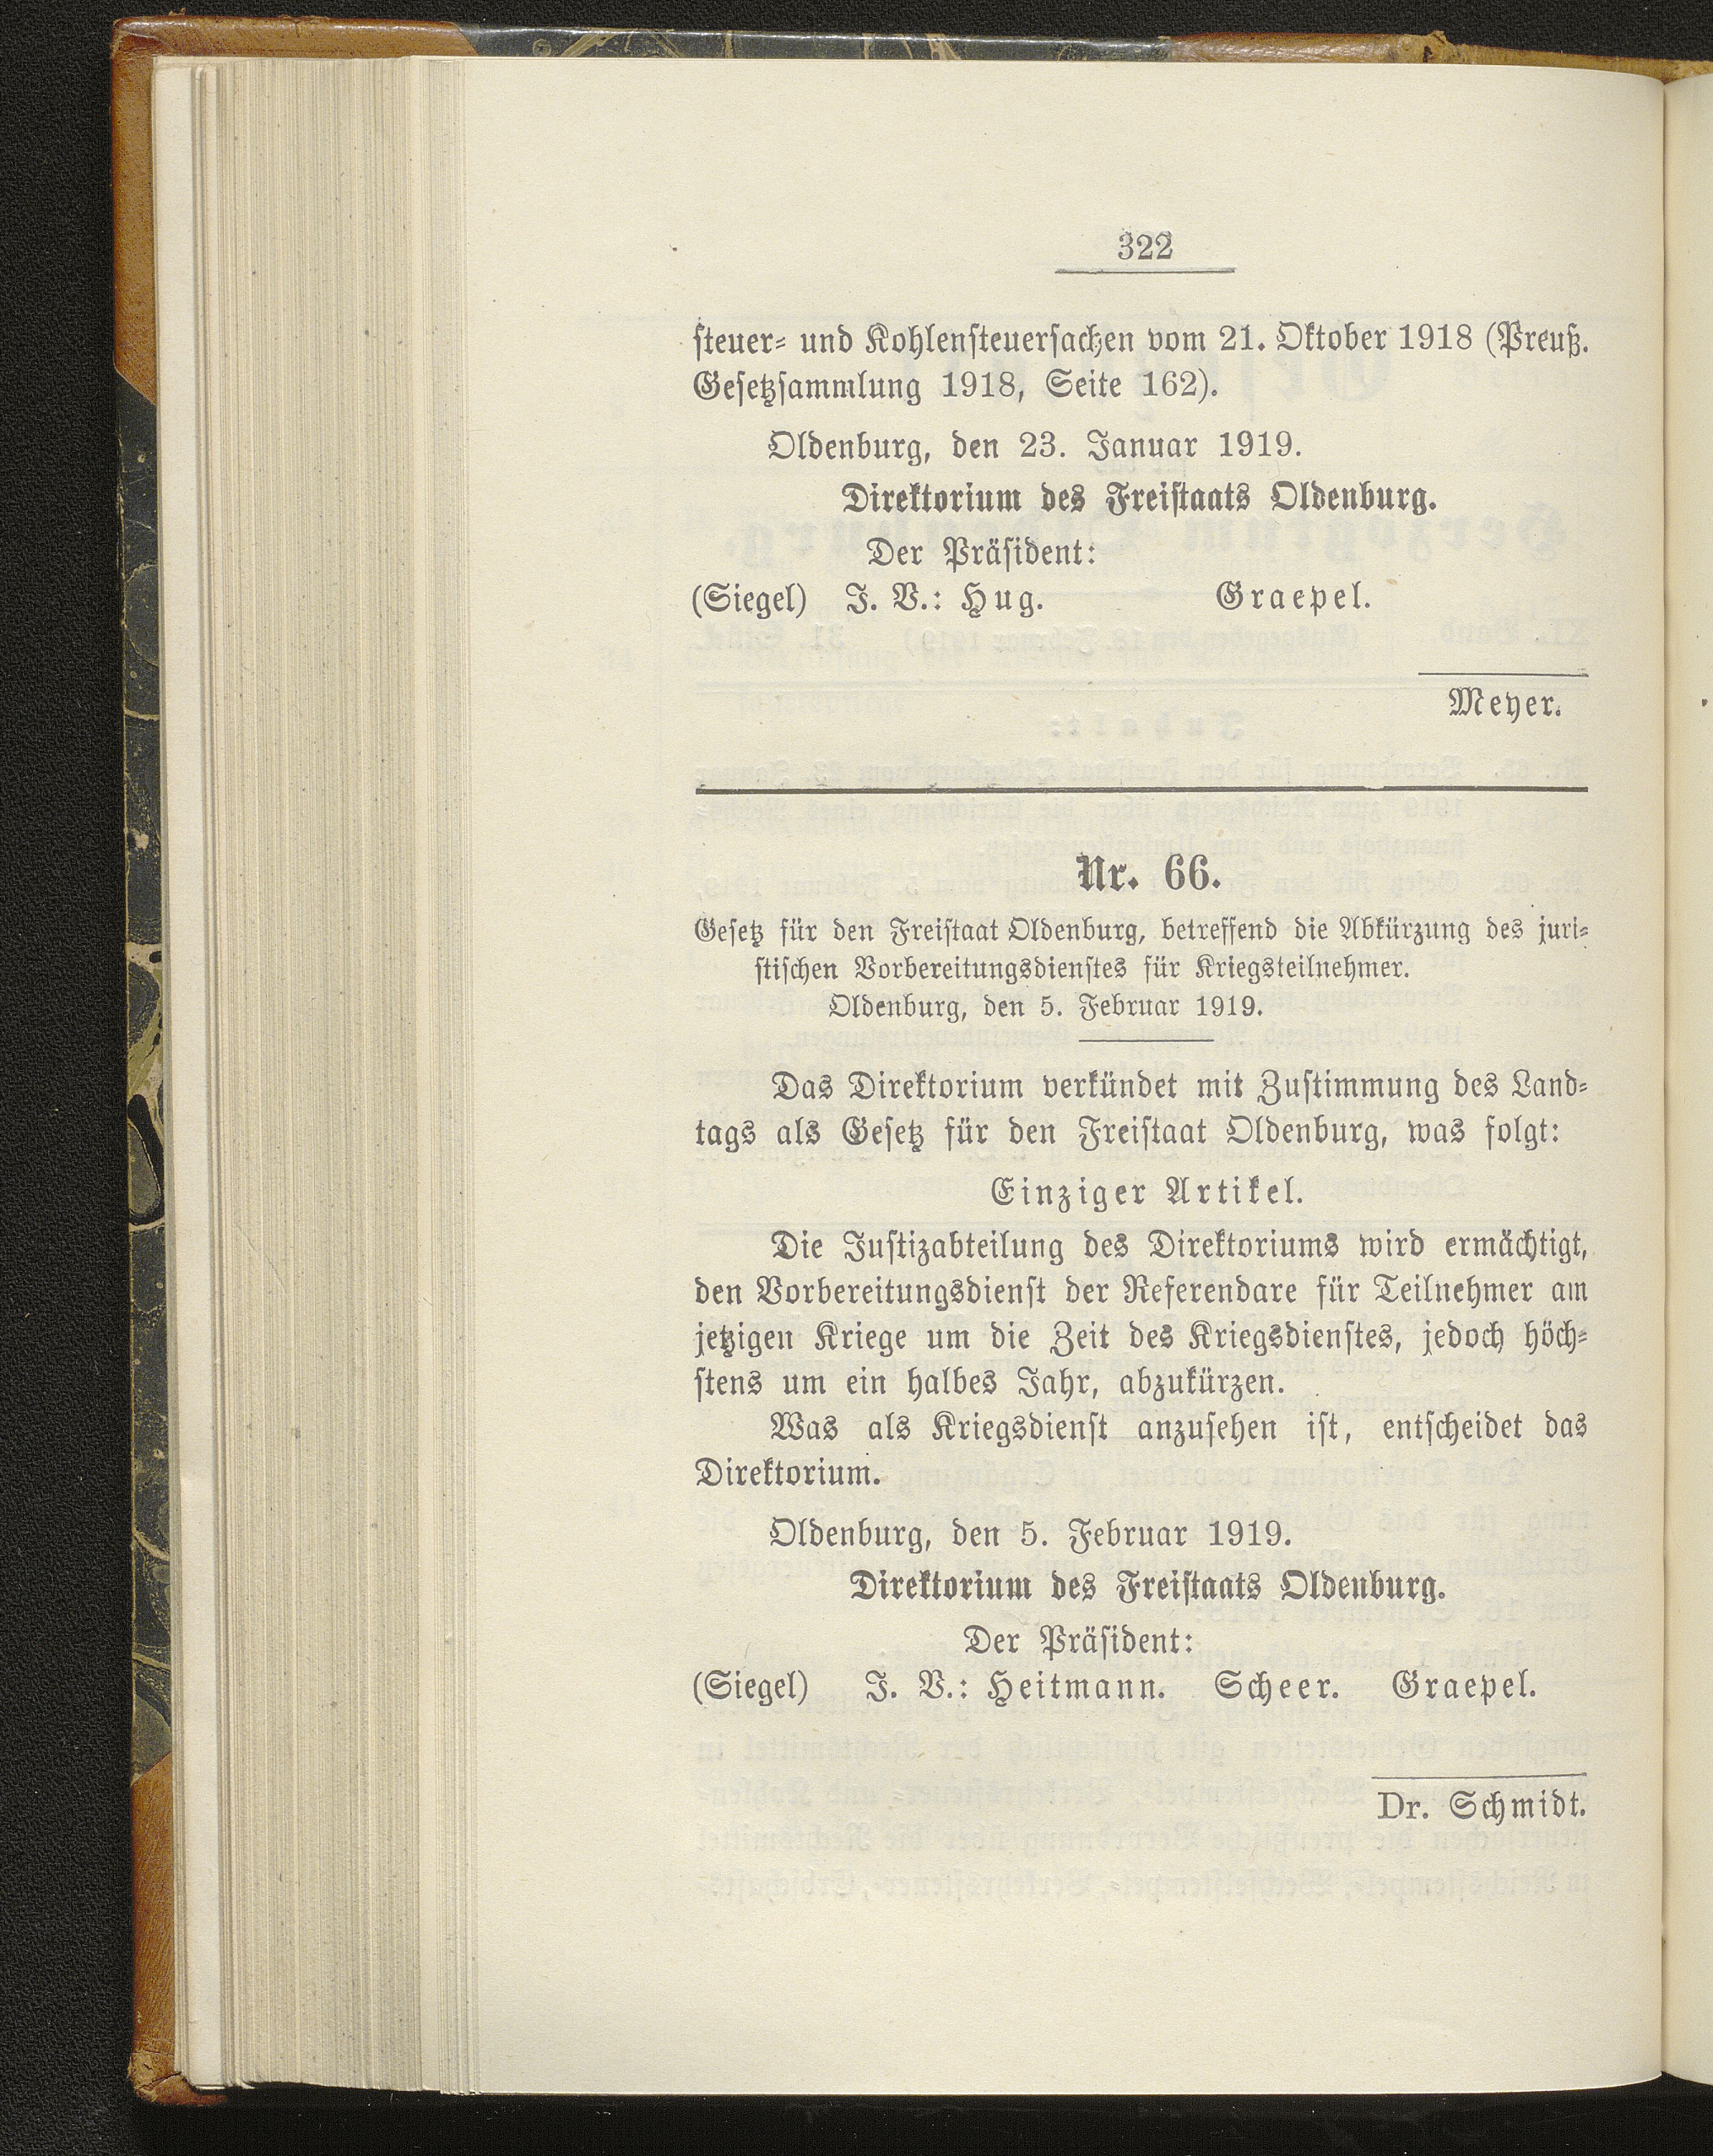 322
steuer- und Kohlensteuersachen vom 21. Oktober 1918 (Preuß.
Gesetzsammlung 1918, Seite 162).
Oldenburg, den 23. Januar 1919.
Direktorium des Freistaats Oldenburg.
Der Präsident:
(Siegel) J. V.: Hug. Graepel.
Meyer.
Nr. 66.
Gesetz für den Freistaat Oldenburg, betreffend die Abkürzung des juri-
stischen Vorbereitungsdienstes für Kriegsteilnehmer.
Oldenburg, den 5. Februar 1919.
Das Direktorium verkündet mit Zustimmung des Land-
tags als Gesetz für den Freistaat Oldenburg, was folgt:
Einziger Artikel.
Die Justizabteilung des Direktoriums wird ermächtigt,
den Vorbereitungsdienst der Referendare für Teilnehmer am
jetzigen Kriege um die Zeit des Kriegsdienstes, jedoch höch-
stens um ein halbes Jahr, abzukürzen.
Was als Kriegsdienst anzusehen ist, entscheidet das
Direktorium.
Oldenburg, den 5. Februar 1919.
Direktorium des Freistaats Oldenburg.
Der Präsident:
(Siegel) J. V.: Heitmann. Scheer. Graepel.
Dr. Schmidt.